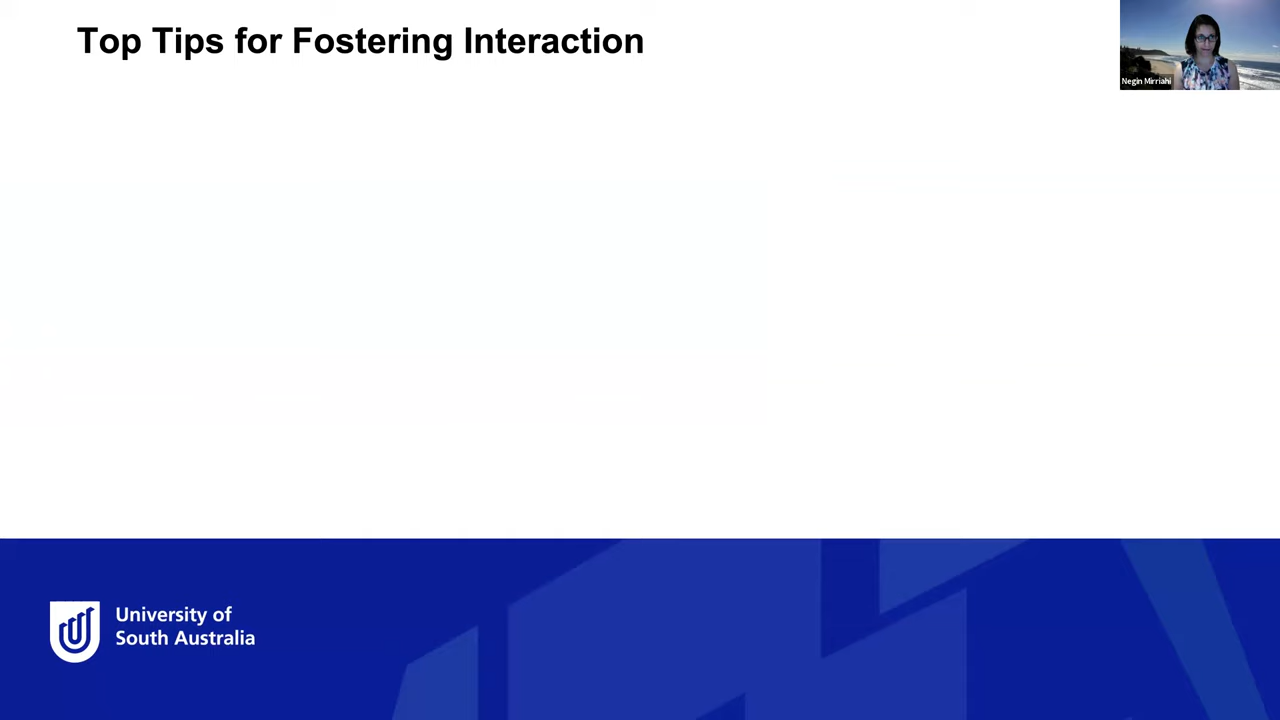 Top Tips for Fostering Interaction
Negin Mirriahi
University of
South Australia